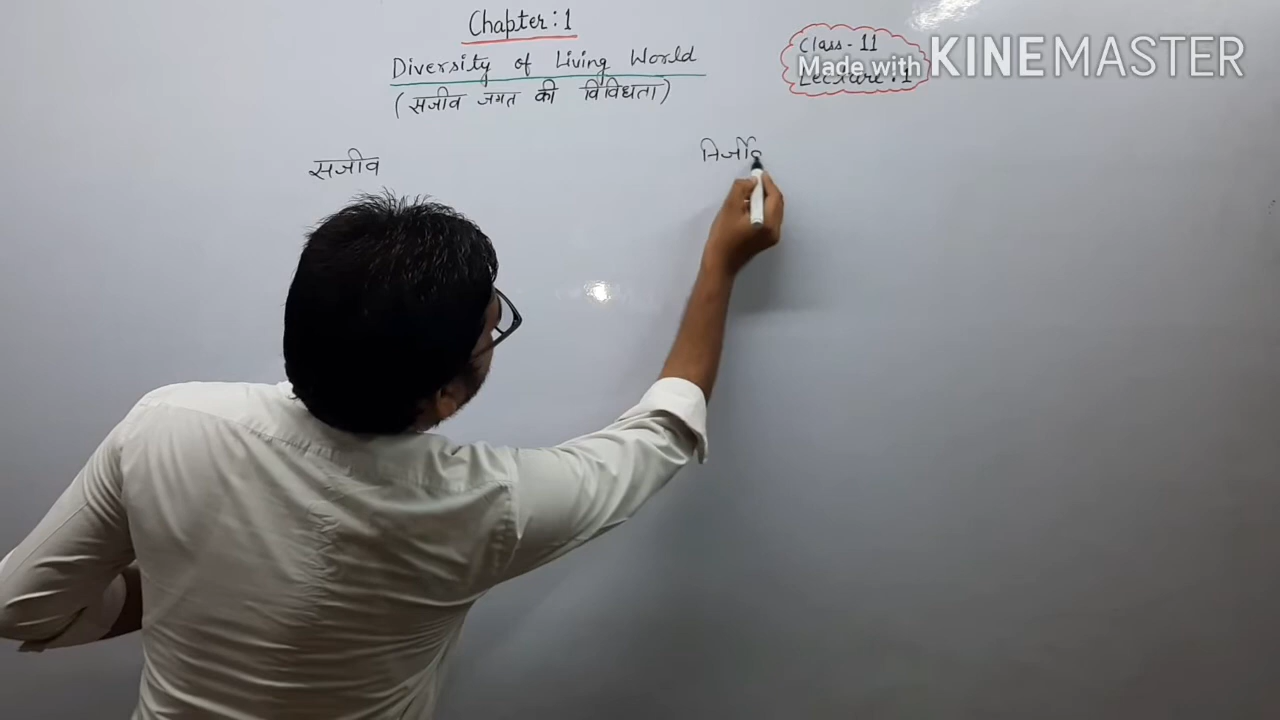 Chapter : 1
Diversity of Living World
(सजीव जगत की विविधता)
Class - 11
Lecture : 1
Made with KINEMASTER
सजीव
निर्जीव